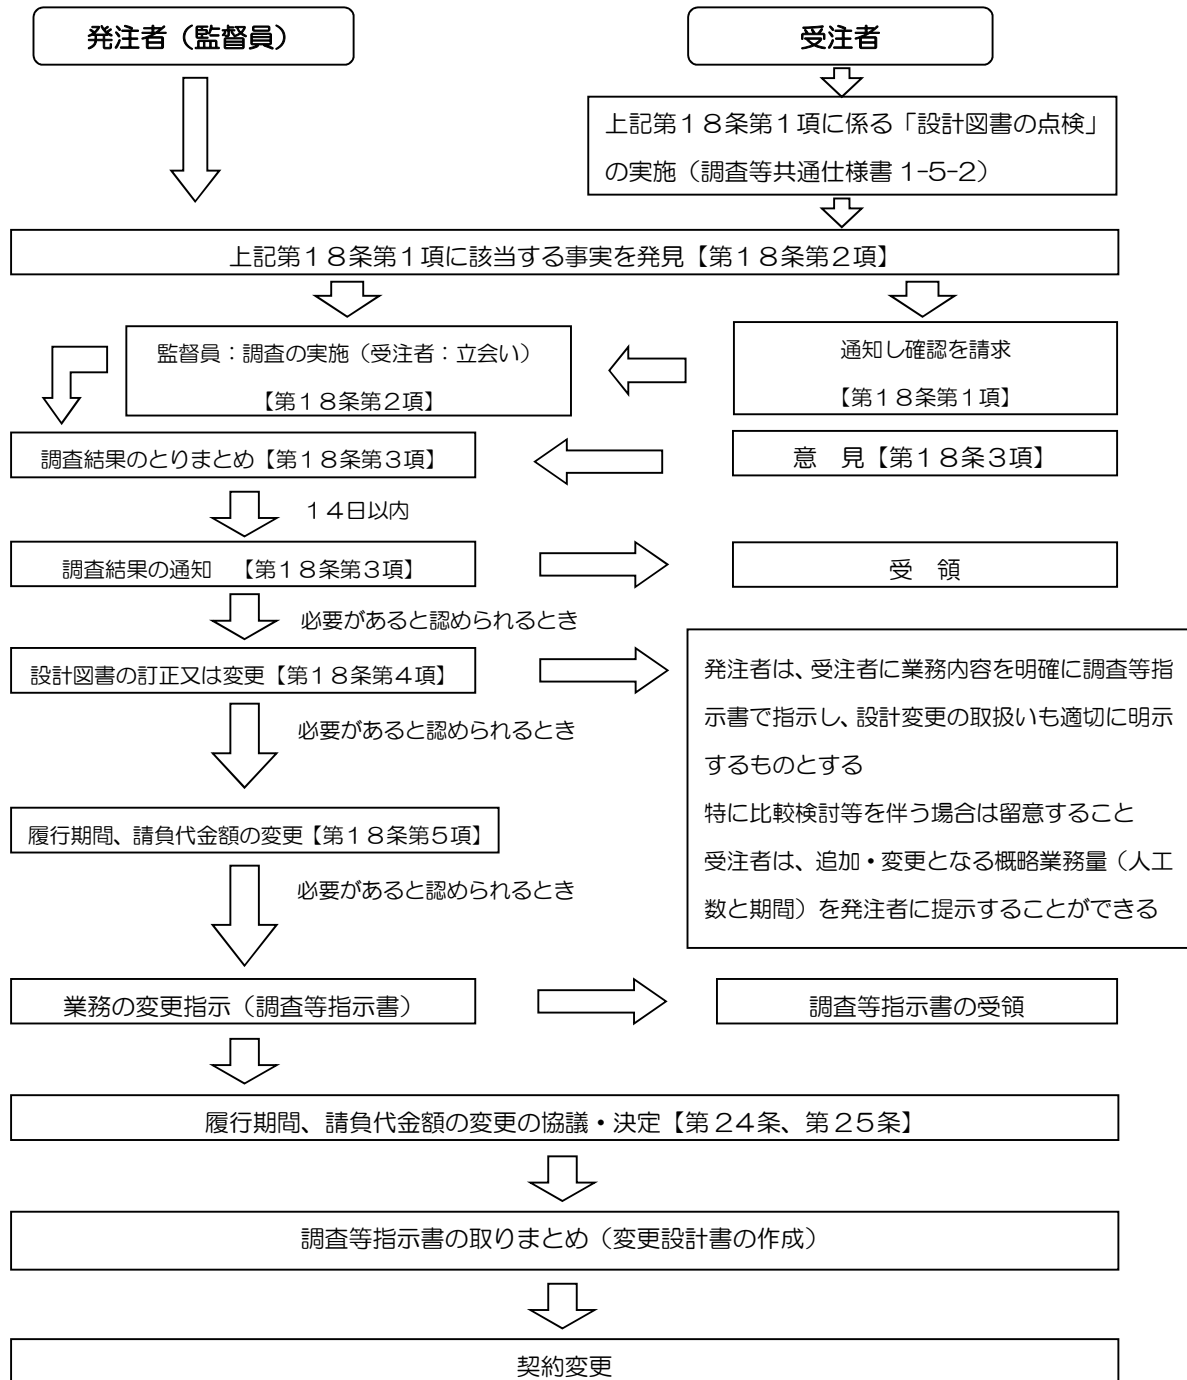 発注者（監督員）
受注者
上記第１８条第１項に係る「設計図書の点検」
の実施（調査等共通仕様書 1-5-2）
上記第１８条第１項に該当する事実を発見【第１８条第２項】
監督員：調査の実施（受注者：立会い）
【第１８条第２項】
通知し確認を請求
【第１８条第１項】
調査結果のとりまとめ【第１８条第３項】
意　見【第１８条３項】
１４日以内
調査結果の通知　【第１８条第３項】
受　領
必要があると認められるとき
設計図書の訂正又は変更【第１８条第４項】
発注者は、受注者に業務内容を明確に調査等指
示書で指示し、設計変更の取扱いも適切に明示
するものとする
特に比較検討等を伴う場合は留意すること
受注者は、追加・変更となる概略業務量（人工
数と期間）を発注者に提示することができる
必要があると認められるとき
履行期間、請負代金額の変更【第１８条第５項】
必要があると認められるとき
業務の変更指示（調査等指示書）
調査等指示書の受領
履行期間、請負代金額の変更の協議・決定【第２４条、第２５条】
調査等指示書の取りまとめ（変更設計書の作成）
契約変更